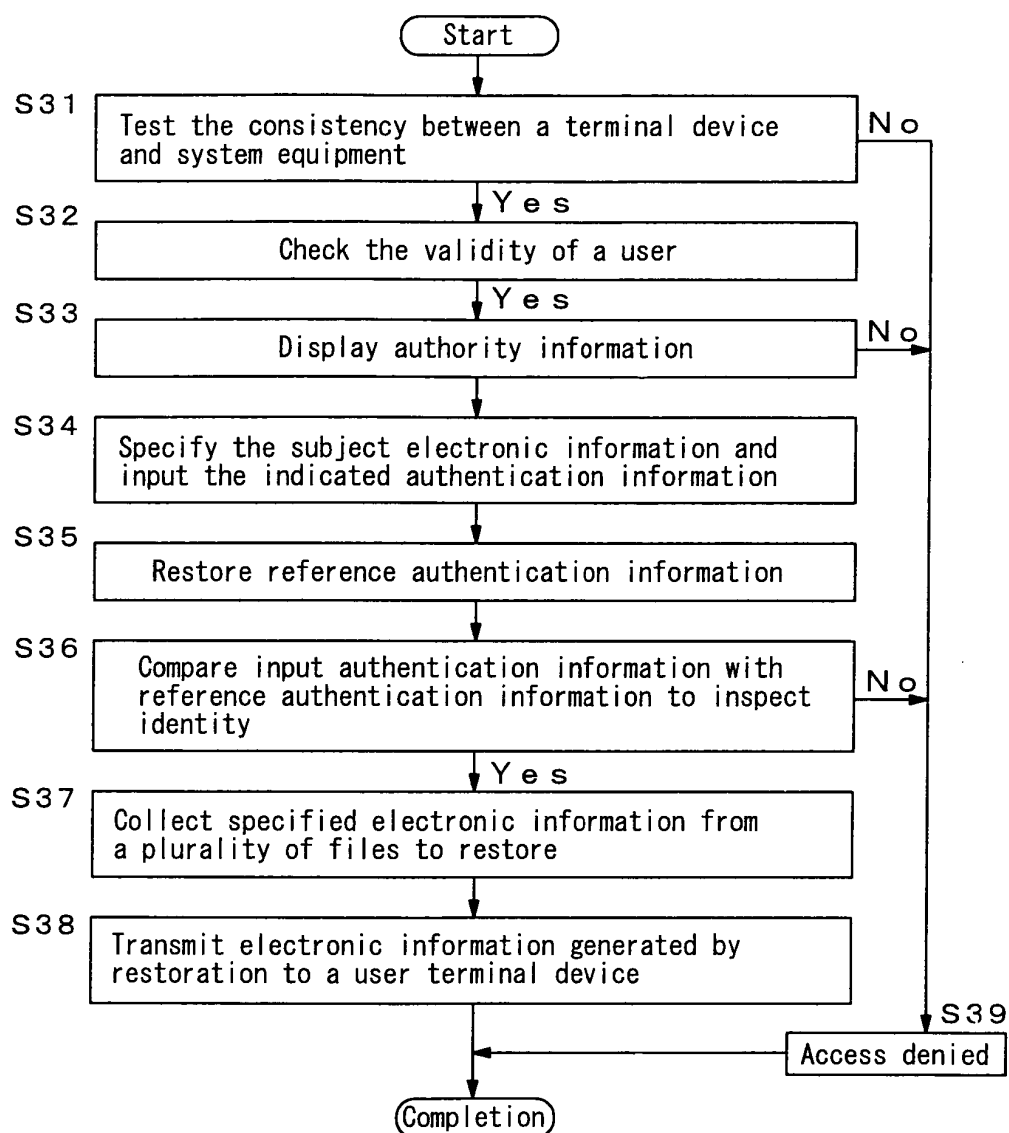 Start
S31
Test the consistency between a terminal device
and system equipment
No
Yes
S32
Check the validity of a user
Yes
S33
Display authority information
No
S34
Specify the subject electronic information and
input the indicated authentication information
S35
Restore reference authentication information
S36
Compare input authentication information with
reference authentication information to inspect
identity
No
Yes
S37
Collect specified electronic information from
a plurality of files to restore
S38
Transmit electronic information generated by
restoration to a user terminal device
S39
Access denied
Completion